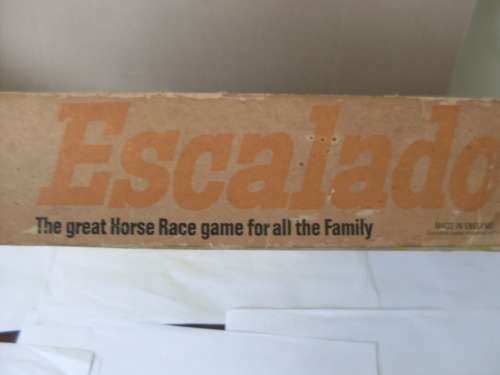 Escalado
The great Horse Race game for all the Family
MADE IN ENGLAND